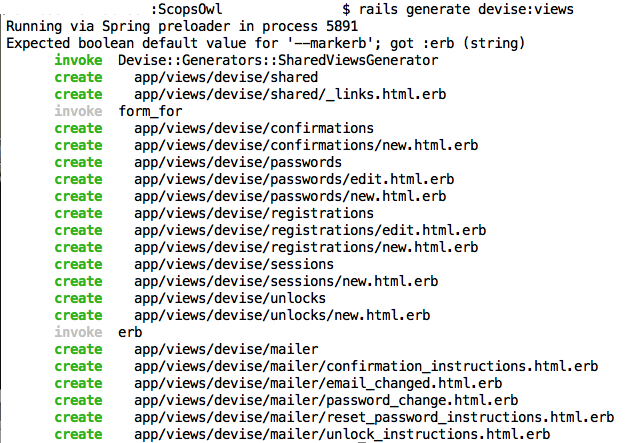 :ScopsOwl $ rails generate devise:views
Running via Spring preloader in process 5891
Expected boolean default value for '--markerb'; got :erb (string)
invoke Devise::Generators::SharedViewsGenerator
create app/views/devise/shared
create app/views/devise/shared/_links.html.erb
invoke form_for
create app/views/devise/confirmations
create app/views/devise/confirmations/new.html.erb
create app/views/devise/passwords
create app/views/devise/passwords/edit.html.erb
create app/views/devise/passwords/new.html.erb
create app/views/devise/registrations
create app/views/devise/registrations/edit.html.erb
create app/views/devise/registrations/new.html.erb
create app/views/devise/sessions
create app/views/devise/sessions/new.html.erb
create app/views/devise/unlocks
create app/views/devise/unlocks/new.html.erb
invoke erb
create app/views/devise/mailer
create app/views/devise/mailer/confirmation_instructions.html.erb
create app/views/devise/mailer/email_changed.html.erb
create app/views/devise/mailer/password_change.html.erb
create app/views/devise/mailer/reset_password_instructions.html.erb
create app/views/devise/mailer/unlock_instructions.html.erb